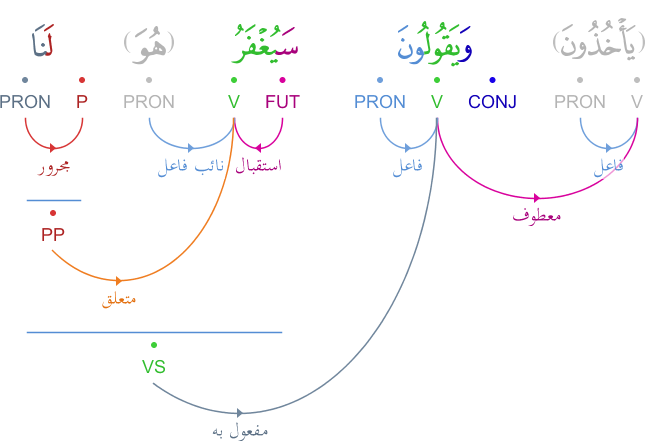 (يَأْخُذُونَ) وَيَقُولُونَ سَيُغْفَرُ (هُوَ) لَنَا
V PRON CONJ V PRON FUT V PRON P PRON
فاعل فاعل استقبال نائب فاعل مجرور
معطوف
PP
متعلق
VS
مفعول به